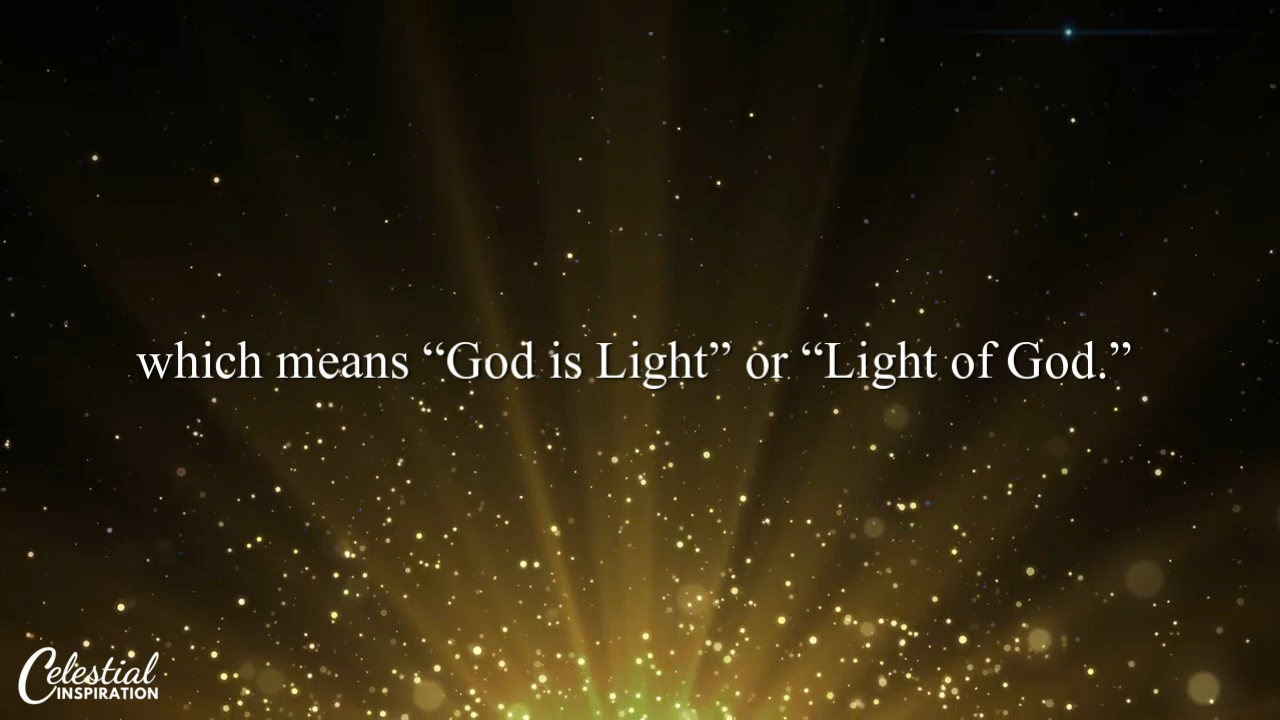 which means “God is Light” or “Light of God.”
Celestial
INSPIRATION